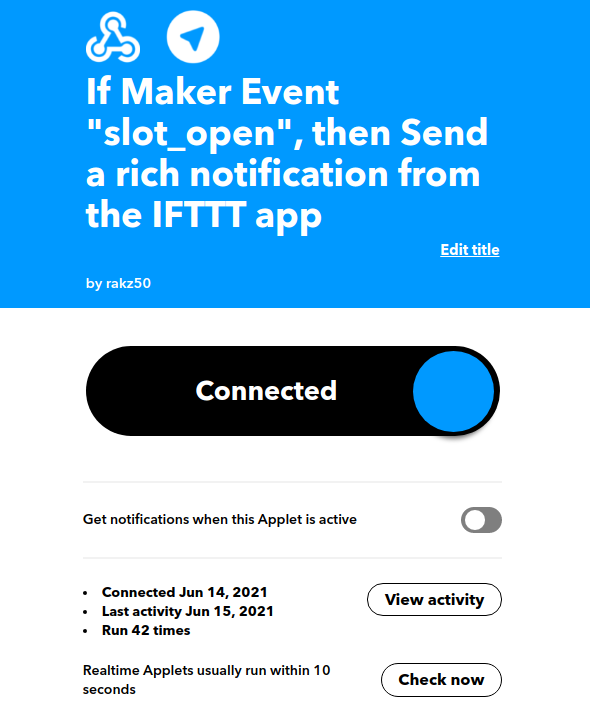 If Maker Event
"slot_open", then Send
a rich notification from
the IFTTT app
Edit title
by rakz50
Connected
Get notifications when this Applet is active
• Connected Jun 14, 2021
• Last activity Jun 15, 2021
• Run 42 times
View activity
Realtime Applets usually run within 10
seconds
Check now